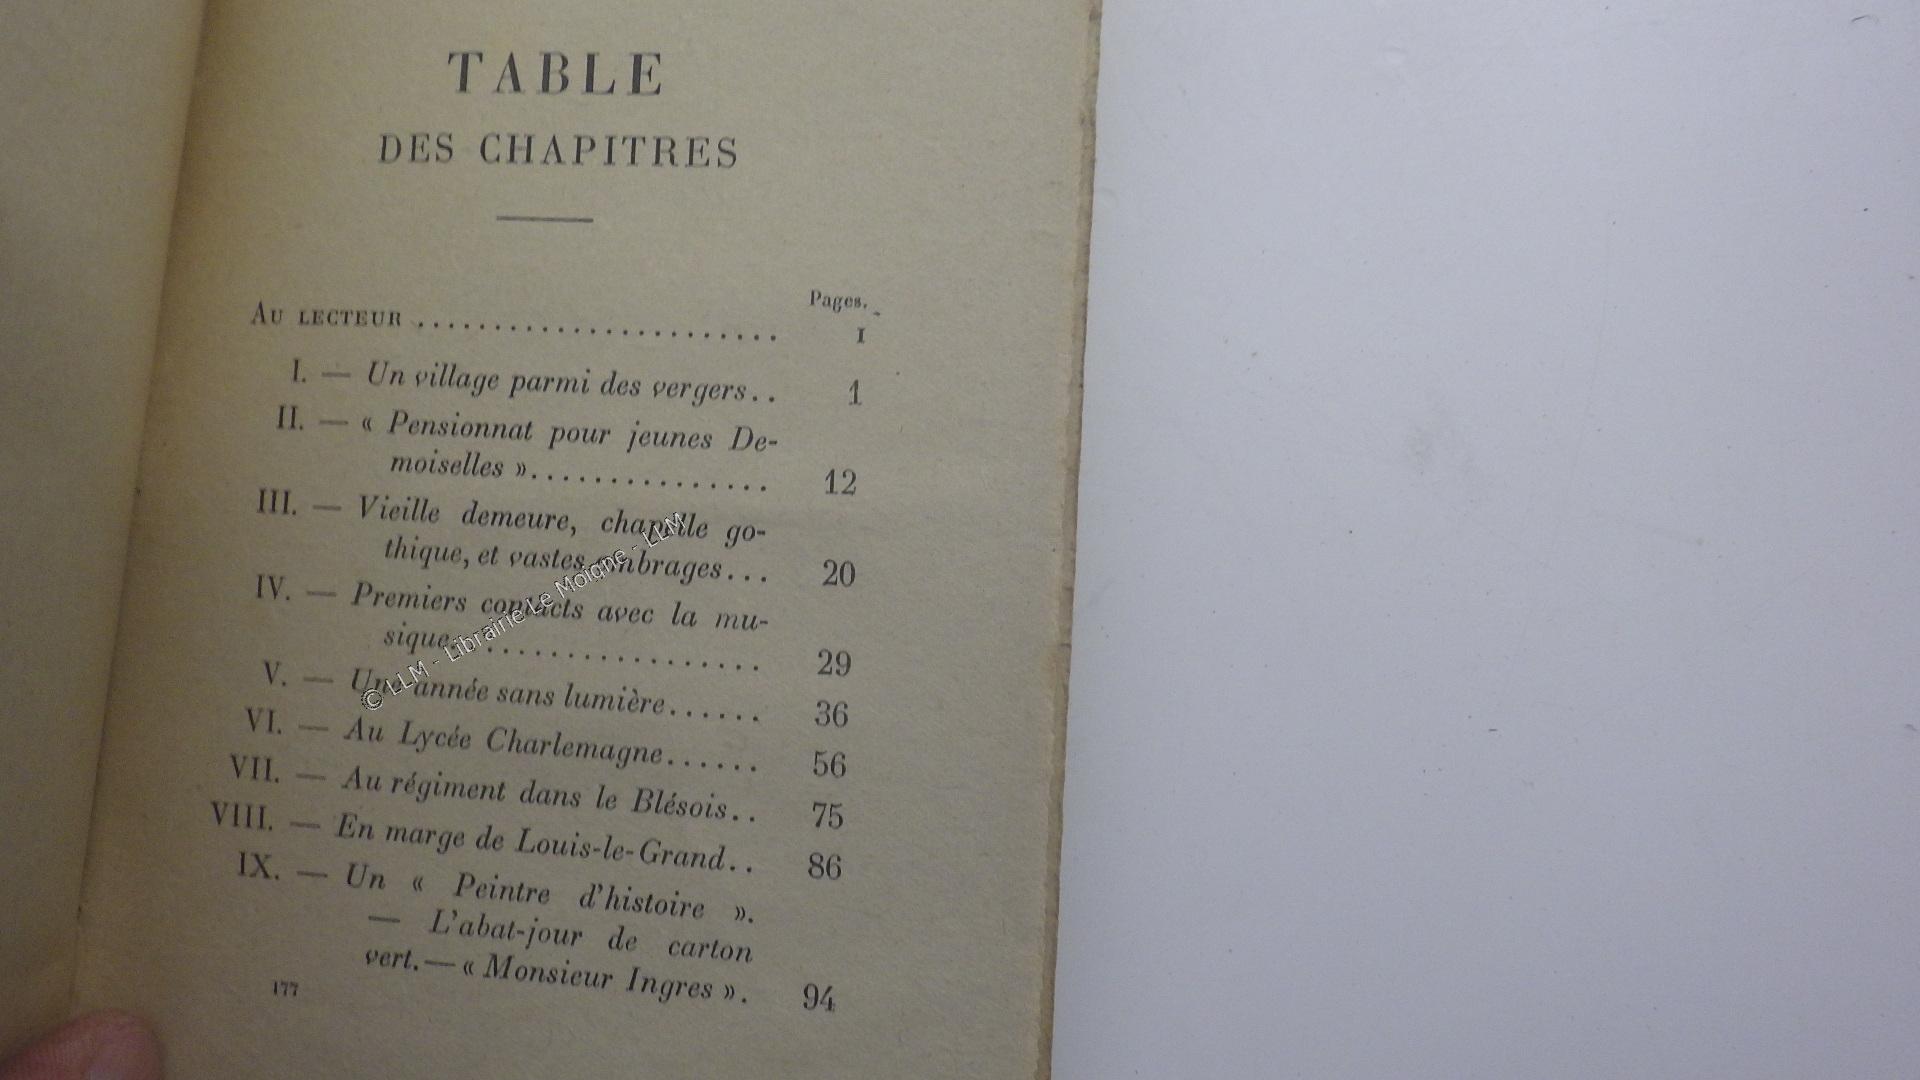 TABLE
DES CHAPITRES
Pages.
AU LECTEUR ........................ I
I. — Un village parmi des vergers.. 1
II. — « Pensionnat pour jeunes De-
moiselles »............... 12
III. — Vieille demeure, chapelle go-
thique, et vastes ombrages... 20
IV. — Premiers contacts avec la mu-
sique.................. 29
V. — Une année sans lumière...... 36
VI. — Au Lycée Charlemagne...... 56
VII. — Au régiment dans le Blésois.. 75
VIII. — En marge de Louis-le-Grand.. 86
IX. — Un « Peintre d'histoire ».
— L'abat-jour de carton
vert. — « Monsieur Ingres ». 94
177
© LLM - Librairie Le Moigne - LLM